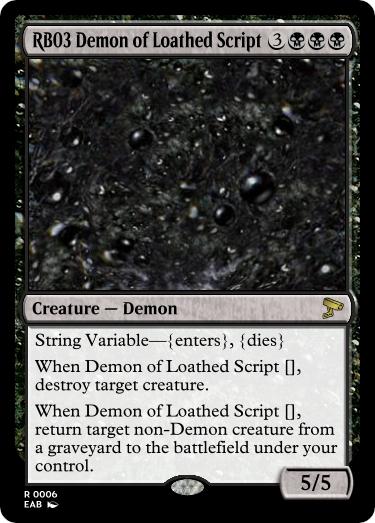 RB03 Demon of Loathed Script 3
Creature — Demon
String Variable—{enters}, {dies}
When Demon of Loathed Script [],
destroy target creature.
When Demon of Loathed Script [],
return target non-Demon creature from
a graveyard to the battlefield under your
control.
5/5
R 0006
EAB